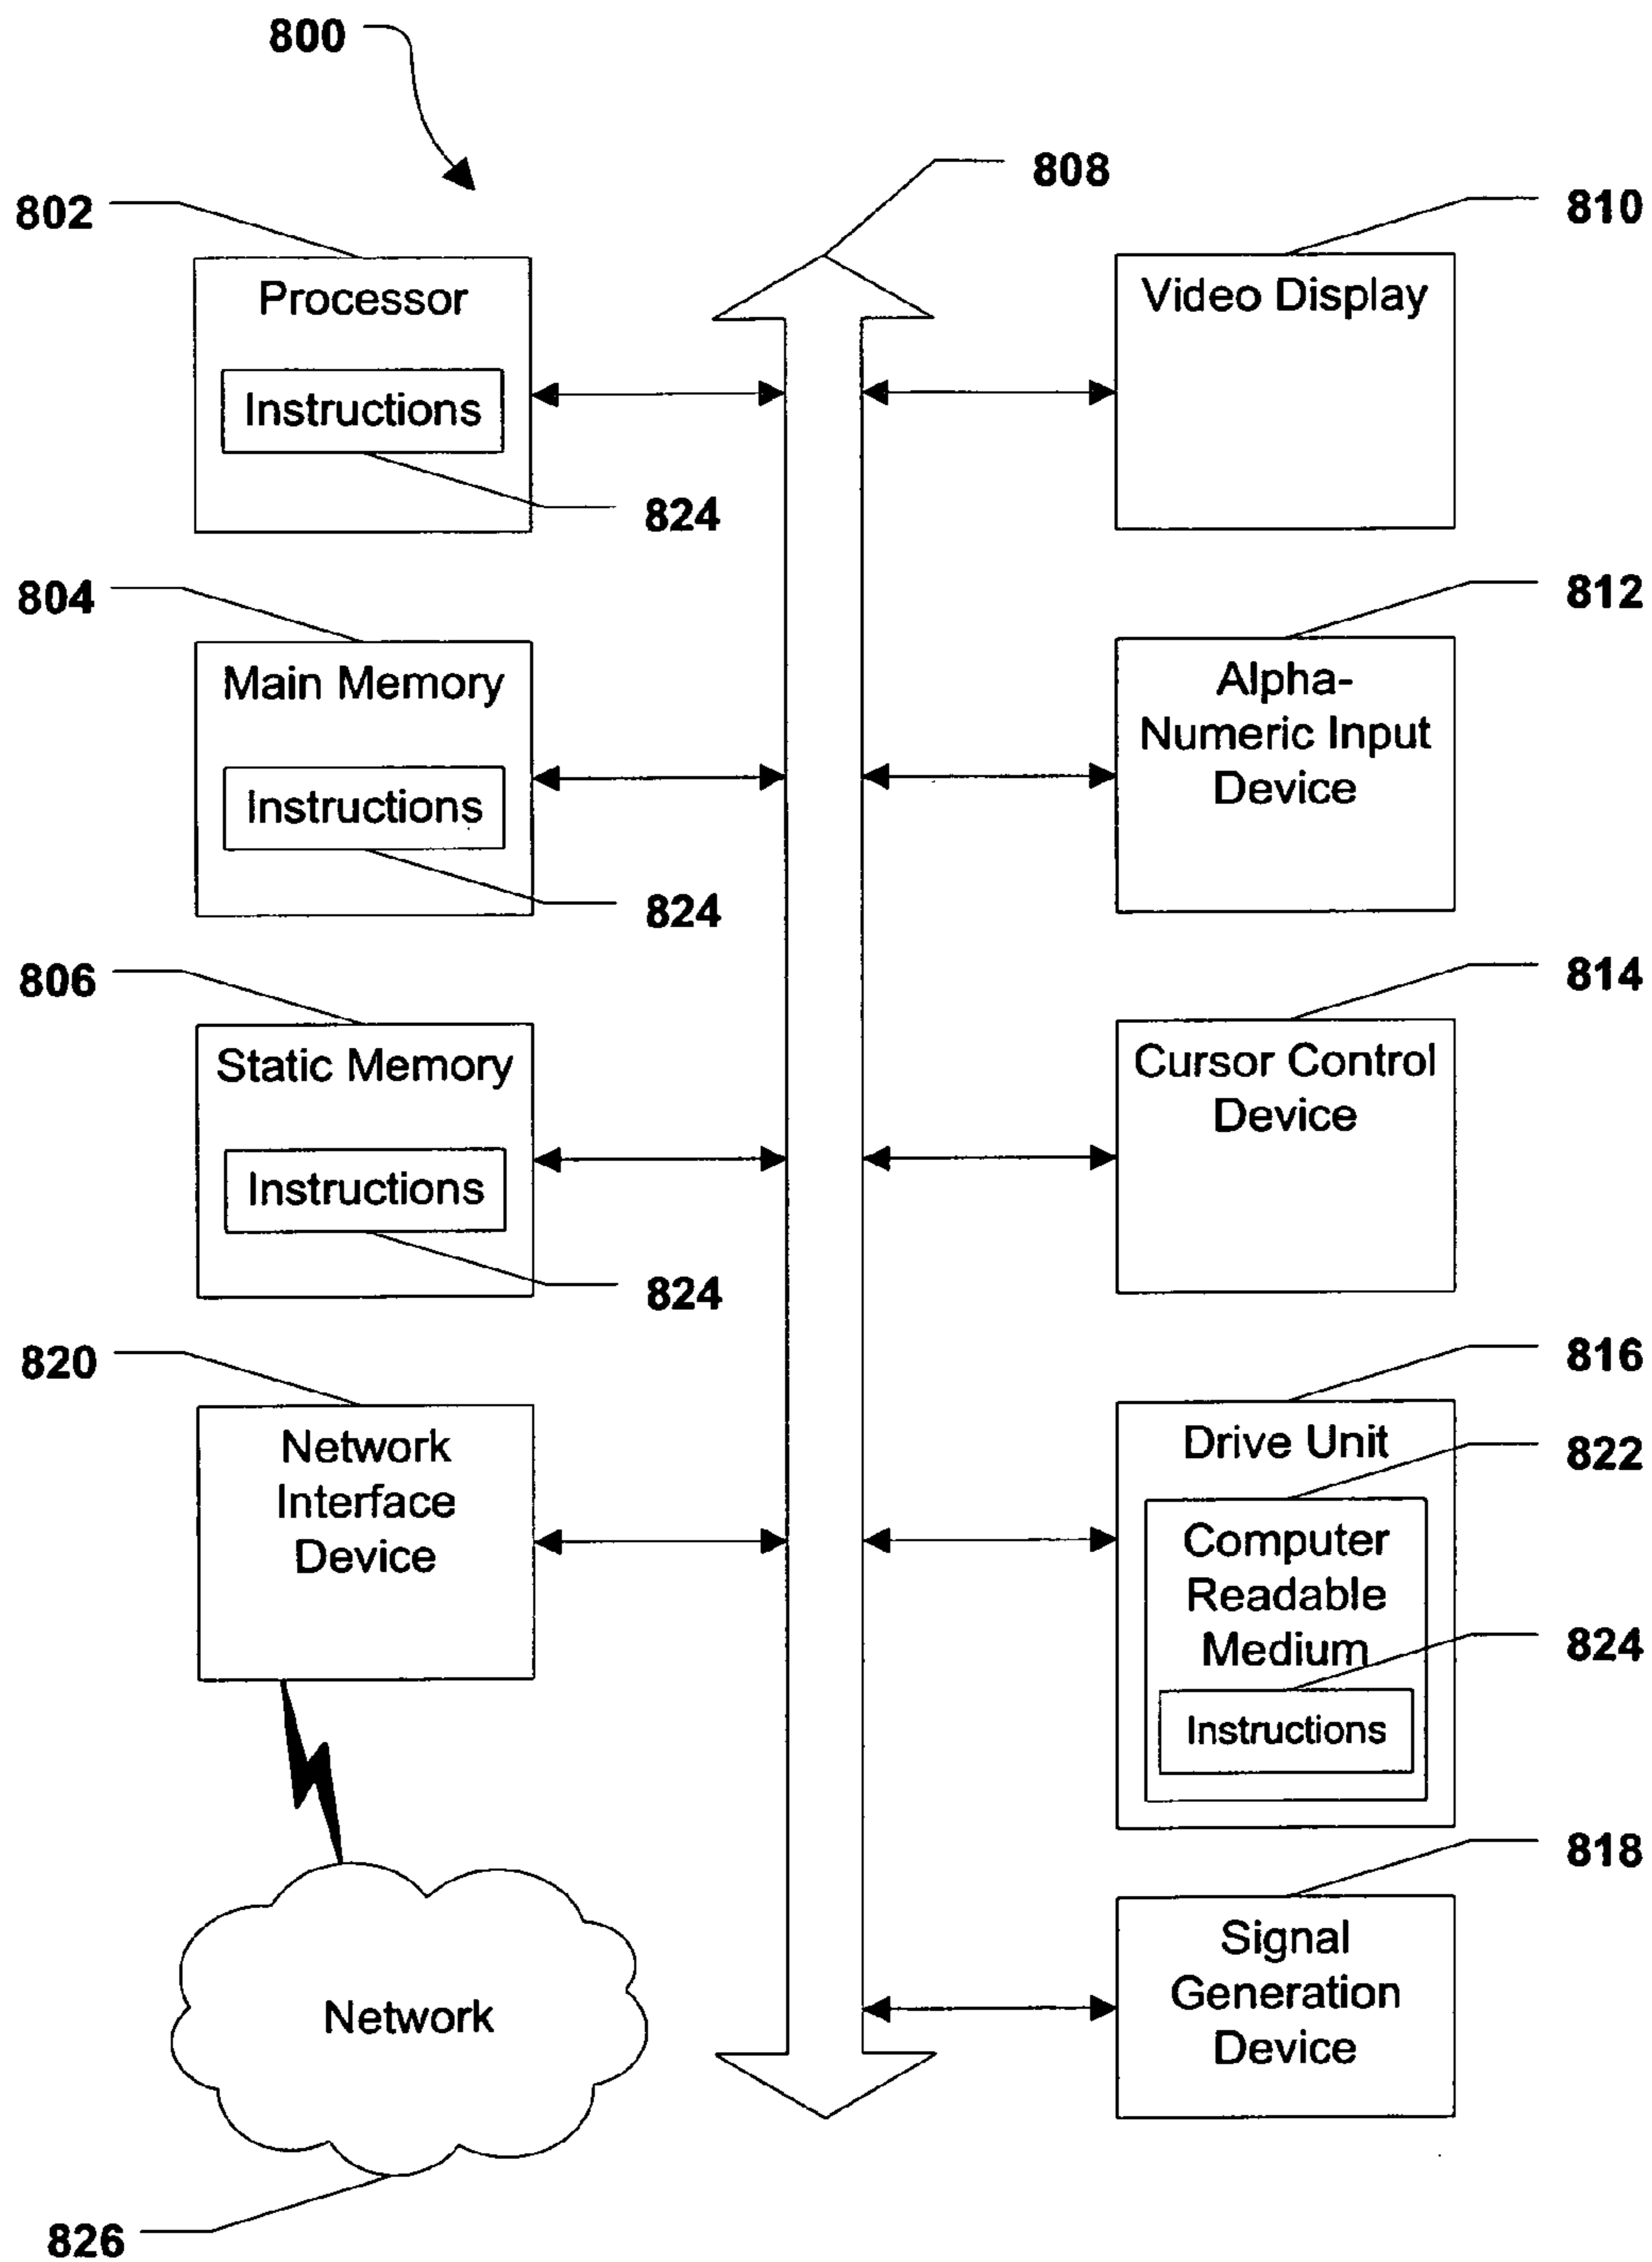 800
808
802
810
Processor
Video Display
Instructions
824
804
812
Main Memory
Alpha-
Numeric Input
Device
Instructions
824
806
814
Static Memory
Cursor Control
Device
Instructions
824
820
816
Network
Interface
Device
Drive Unit
822
Computer
Readable
Medium
824
Instructions
818
Signal
Generation
Device
Network
826